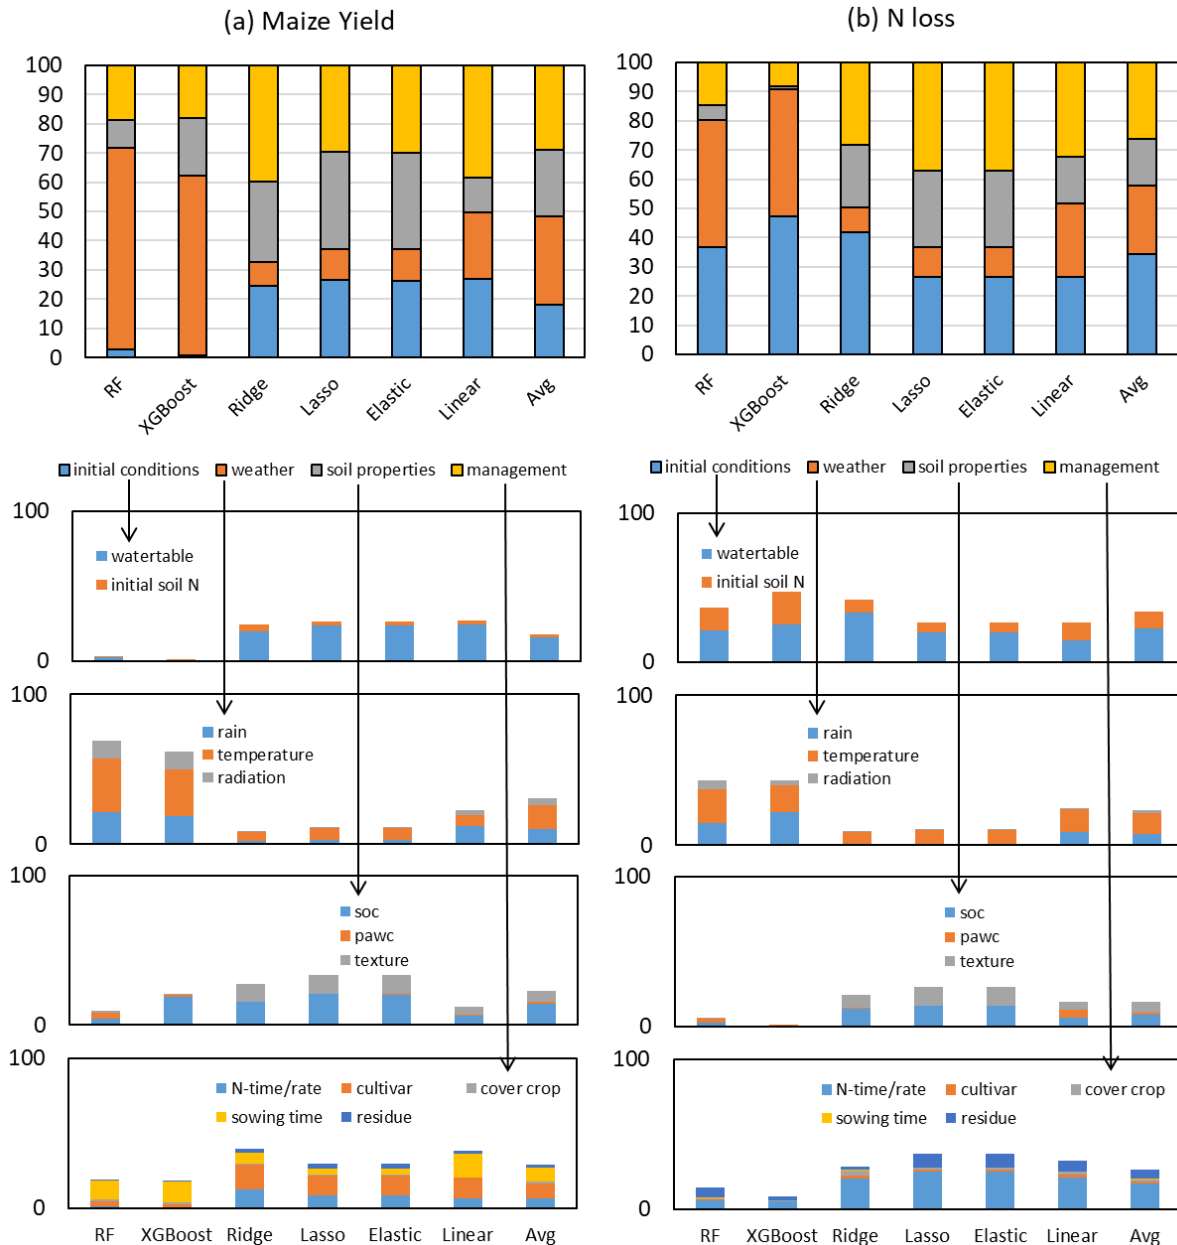 (a) Maize Yield
100
90
80
70
60
50
40
30
20
10
0
RF
XGBoost
Ridge
Lasso
Elastic
Linear
Avg
initial conditions weather soil properties management
100
watertable
initial soil N
0
100
rain
temperature
radiation
0
100
soc
pawc
texture
0
100
N-time/rate cultivar cover crop
sowing time residue
0
RF XGBoost Ridge Lasso Elastic Linear Avg
(b) N loss
100
90
80
70
60
50
40
30
20
10
0
RF
XGBoost
Ridge
Lasso
Elastic
Linear
Avg
initial conditions weather soil properties management
100
watertable
initial soil N
0
100
rain
temperature
radiation
0
100
soc
pawc
texture
0
100
N-time/rate cultivar cover crop
sowing time residue
0
RF XGBoost Ridge Lasso Elastic Linear Avg